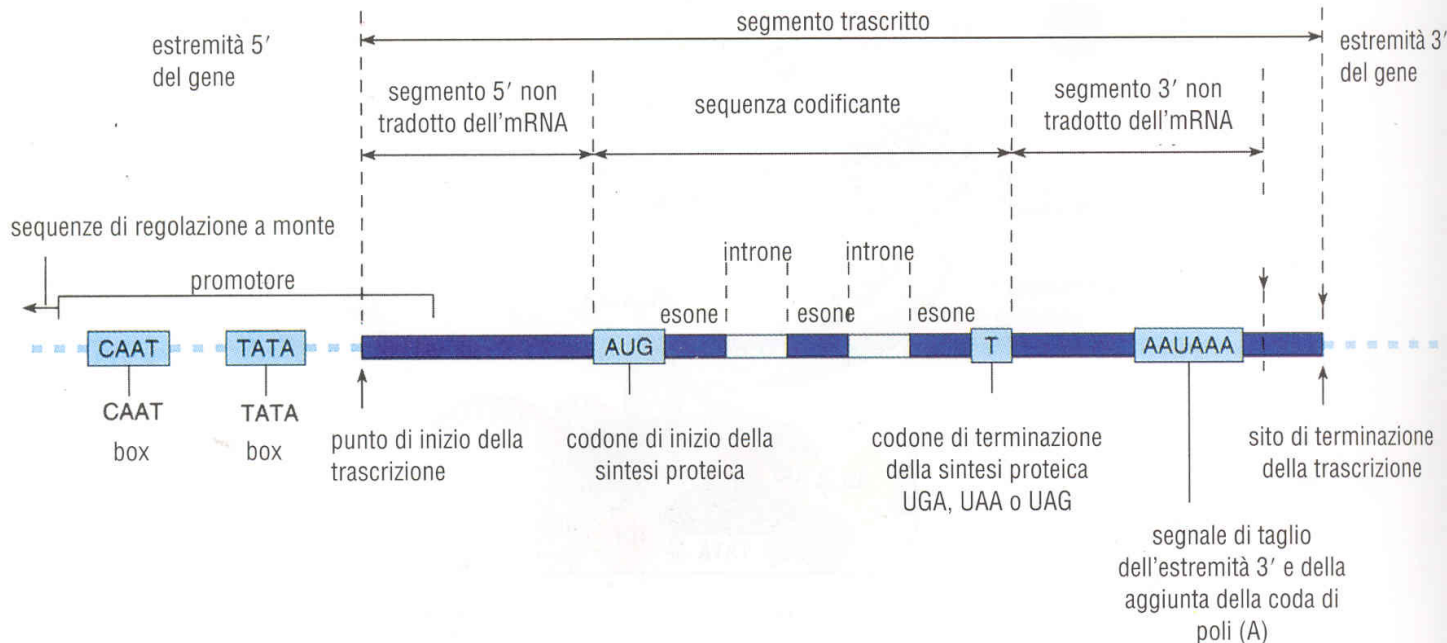 segmento trascritto
estremità 5′
del gene
estremità 3′
del gene
segmento 5′ non
tradotto dell'mRNA
sequenza codificante
segmento 3′ non
tradotto dell'mRNA
sequenze di regolazione a monte
promotore
introne
introne
esone
esone
esone
CAAT
TATA
AUG
T
AAUAAA
CAAT
box
TATA
box
punto di inizio della
trascrizione
codone di inizio della
sintesi proteica
codone di terminazione
della sintesi proteica
UGA, UAA o UAG
sito di terminazione
della trascrizione
segnale di taglio
dell'estremità 3′ e della
aggiunta della coda di
poli (A)